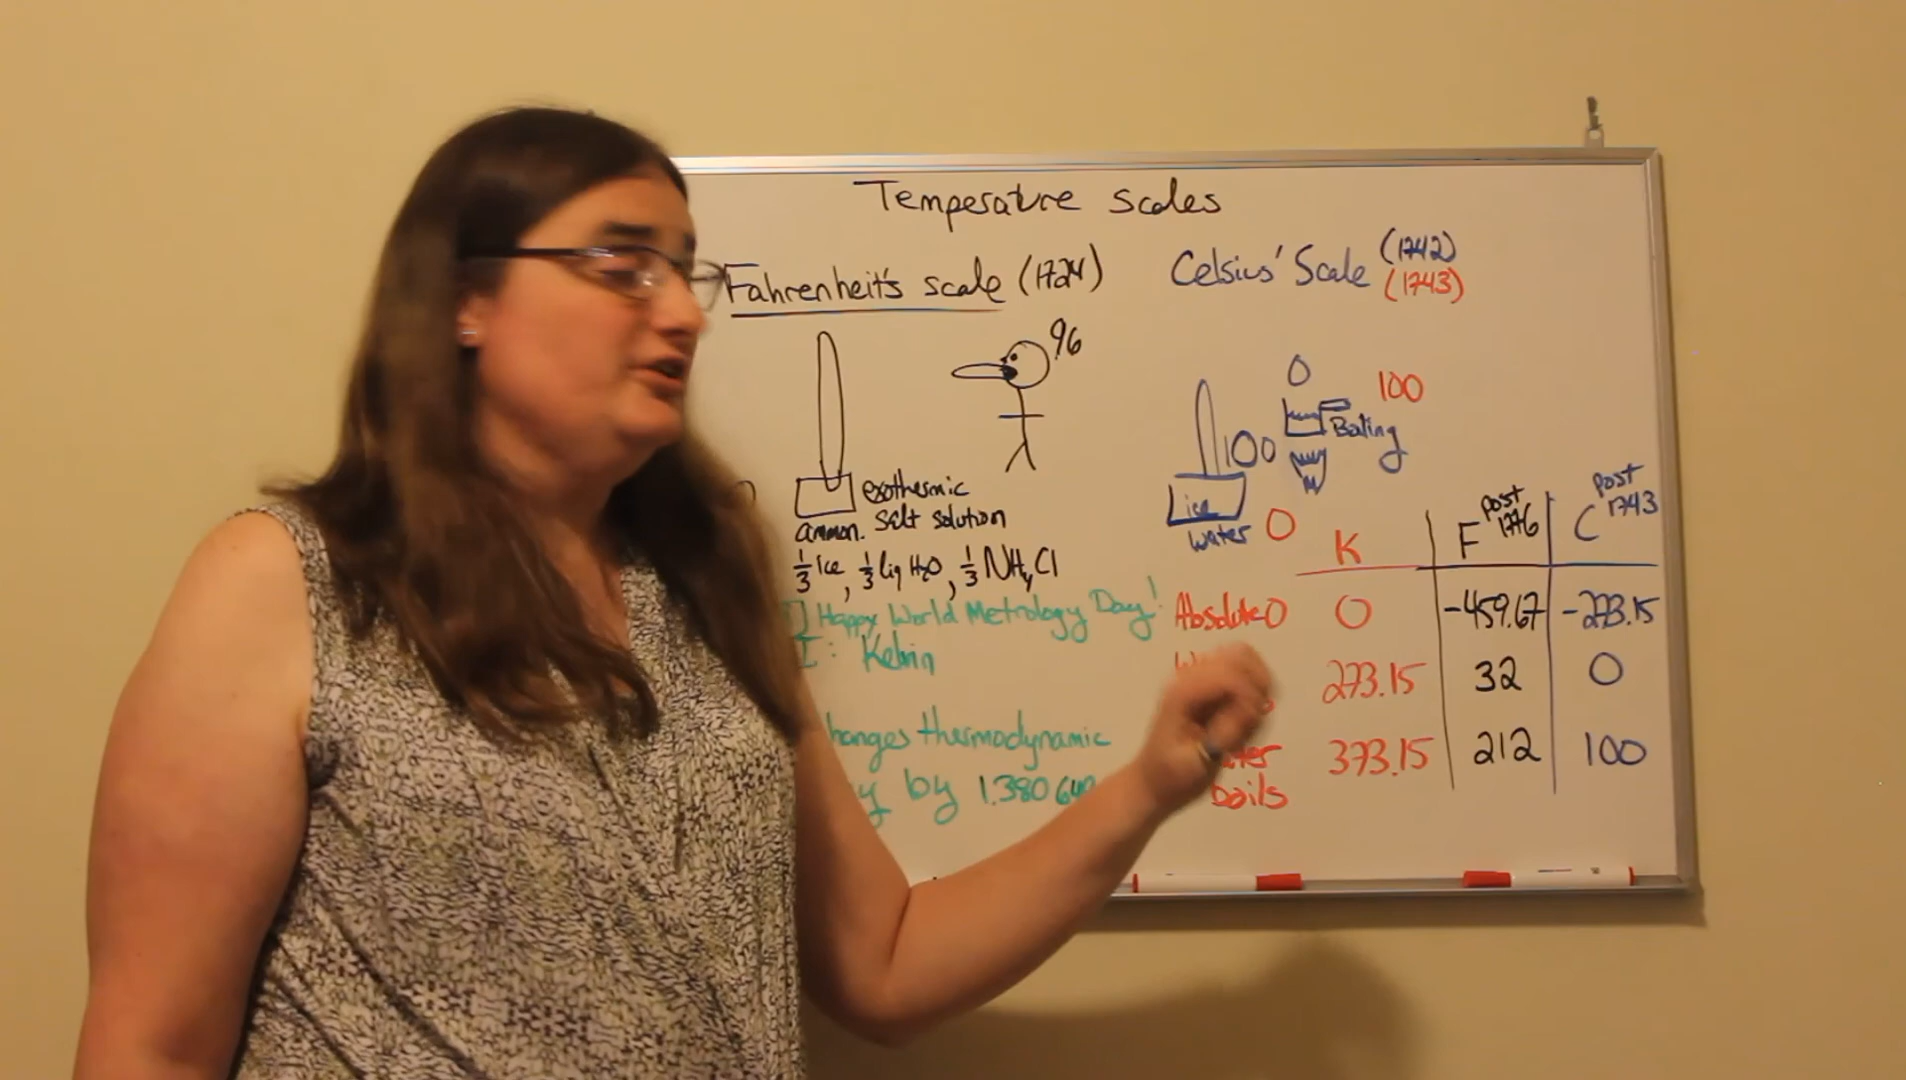 Temperature Scales
Fahrenheit's scale (1724)
96
exothermic
ammon. salt solution
1/3 ice, 1/3 liq H2O, 1/3 NH4Cl
Happy World Metrology Day!
: Kelvin
hanges thermodynamic
y by 1.380 649
Celsius' Scale (1742)
(1743)
0
100
100
Boiling
ice
water 0
K F post 1776 C post 1743
Absolute 0 0 -459.67 -273.15
273.15 32 0
boils 373.15 212 100